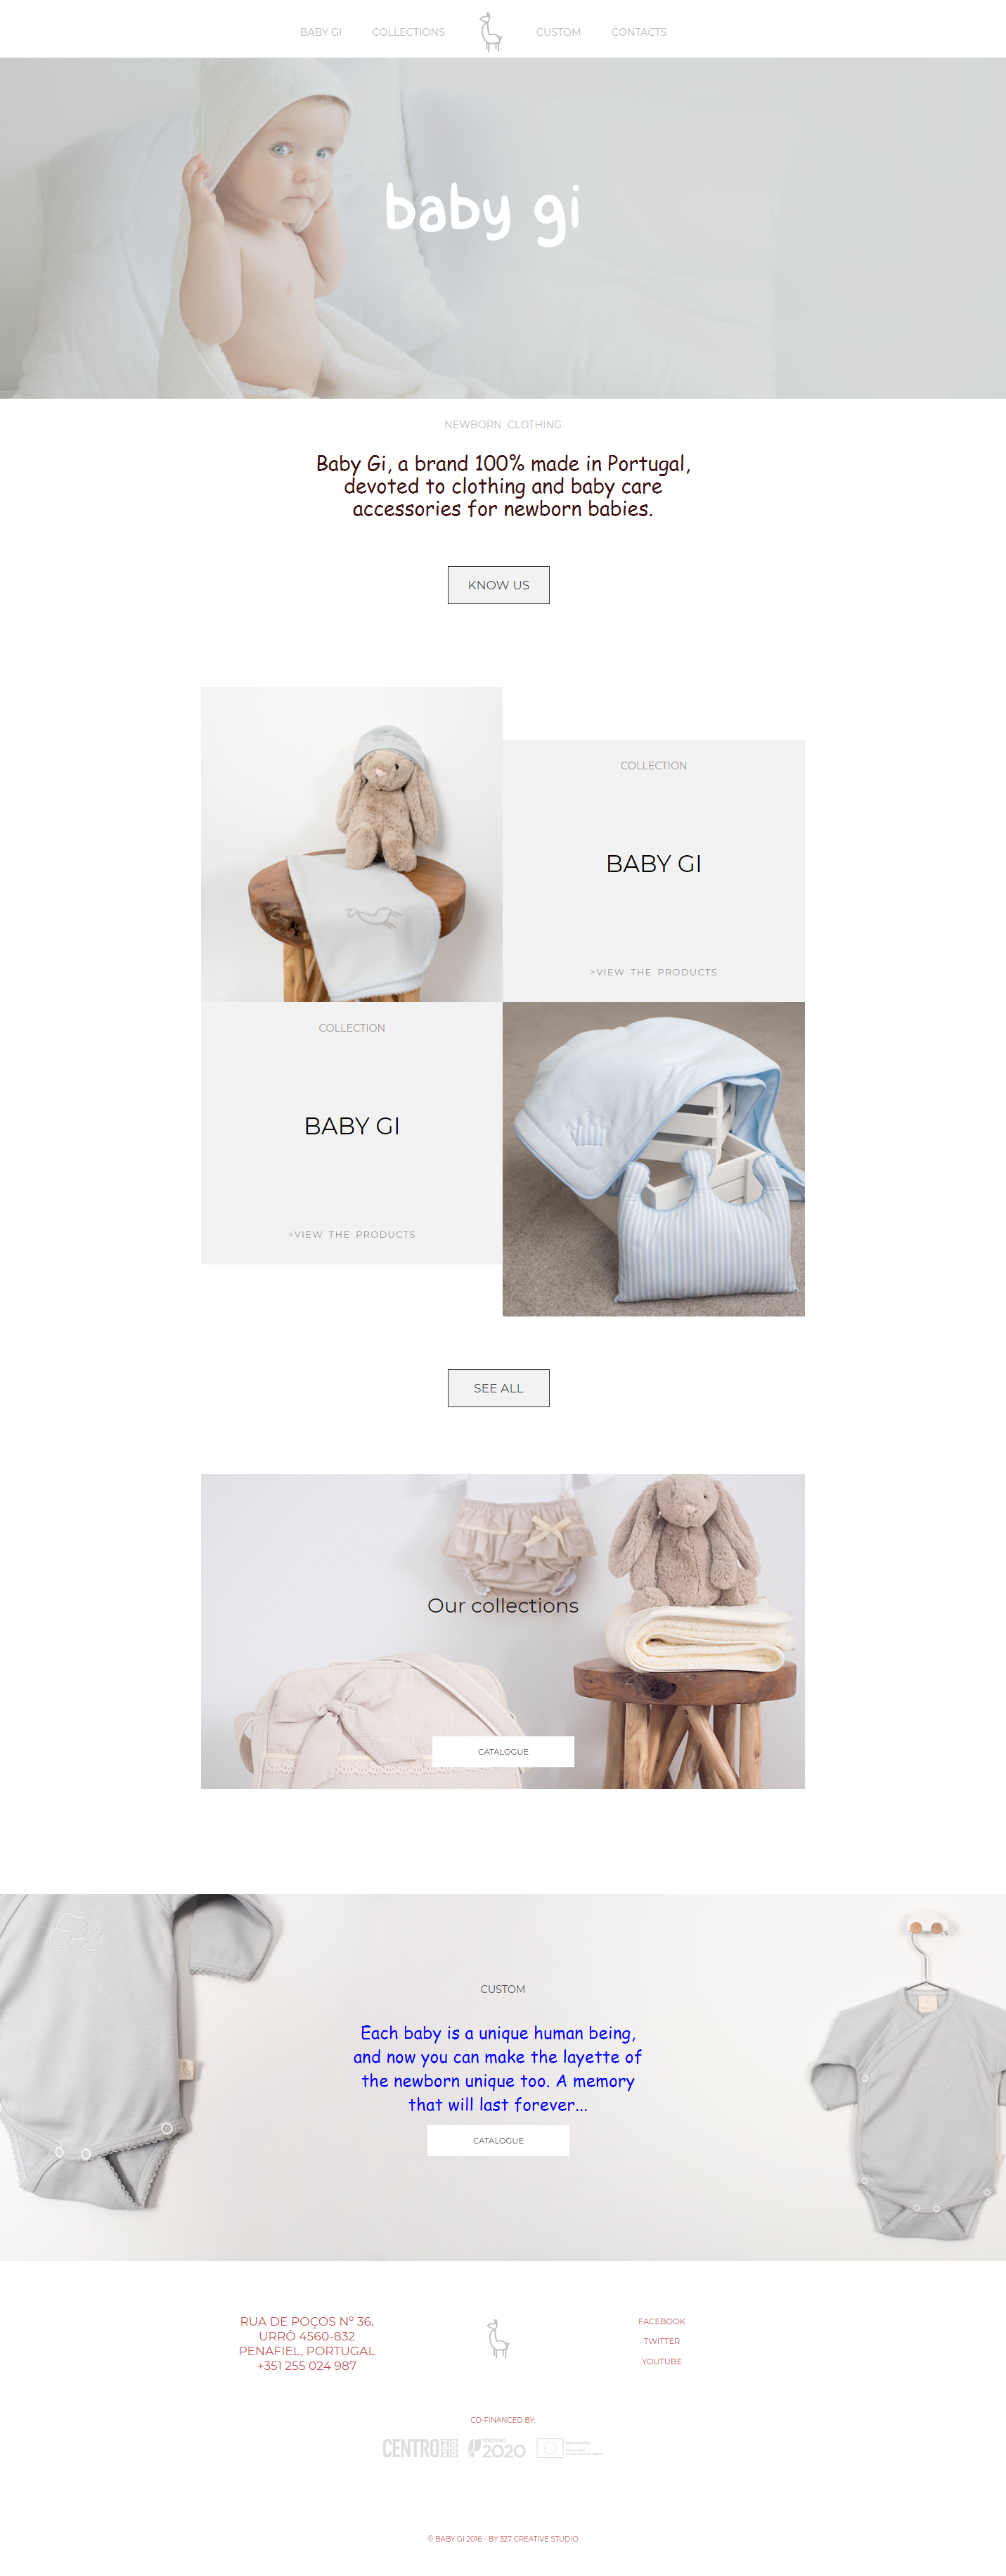 BABY GI COLLECTIONS CUSTOM CONTACTS
baby gi
NEWBORN CLOTHING
Baby Gi, a brand 100% made in Portugal,
devoted to clothing and baby care
accessories for newborn babies.
KNOW US
COLLECTION
BABY GI
>VIEW THE PRODUCTS
COLLECTION
BABY GI
>VIEW THE PRODUCTS
SEE ALL
Our collections
CATALOGUE
CUSTOM
Each baby is a unique human being,
and now you can make the layette of
the newborn unique too. A memory
that will last forever...
CATALOGUE
RUA DE POÇOS Nº 36,
URRÔ 4560-832
PENAFIEL, PORTUGAL
+351 255 024 987
FACEBOOK
TWITTER
YOUTUBE
CO-FINANCED BY:
CENTRO 2020
PORTUGAL 2020
© BABY GI 2016 - BY 327 CREATIVE STUDIO